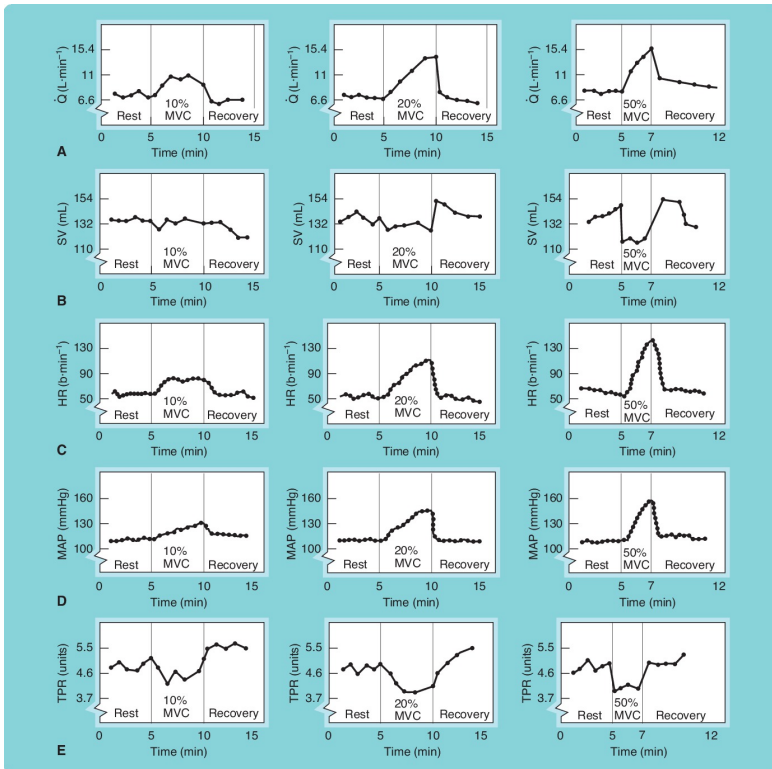 Q̇ (L·min⁻¹)
15.4
11
6.6
10%
MVC
Rest
Recovery
0 5 10 15
Time (min)
Q̇ (L·min⁻¹)
15.4
11
6.6
20%
MVC
Rest
Recovery
0 5 10 15
Time (min)
Q̇ (L·min⁻¹)
15.4
11
6.6
50%
MVC
Rest
Recovery
0 5 7 12
Time (min)
A
SV (mL)
154
132
110
10%
MVC
Rest
Recovery
0 5 10 15
Time (min)
SV (mL)
154
132
110
20%
MVC
Rest
Recovery
0 5 10 15
Time (min)
SV (mL)
154
132
110
50%
MVC
Rest
Recovery
0 5 7 12
Time (min)
B
HR (b·min⁻¹)
130
90
50
10%
MVC
Rest
Recovery
0 5 10 15
Time (min)
HR (b·min⁻¹)
130
90
50
20%
MVC
Rest
Recovery
0 5 10 15
Time (min)
HR (b·min⁻¹)
130
90
50
50%
MVC
Rest
Recovery
0 5 7 12
Time (min)
C
MAP (mmHg)
160
130
100
10%
MVC
Rest
Recovery
0 5 10 15
Time (min)
MAP (mmHg)
160
130
100
20%
MVC
Rest
Recovery
0 5 10 15
Time (min)
MAP (mmHg)
160
130
100
50%
MVC
Rest
Recovery
0 5 7 12
Time (min)
D
TPR (units)
5.5
4.6
3.7
10%
MVC
Rest
Recovery
0 5 10 15
Time (min)
TPR (units)
5.5
4.6
3.7
20%
MVC
Rest
Recovery
0 5 10 15
Time (min)
TPR (units)
5.5
4.6
3.7
50%
MVC
Rest
Recovery
0 5 7 12
Time (min)
E